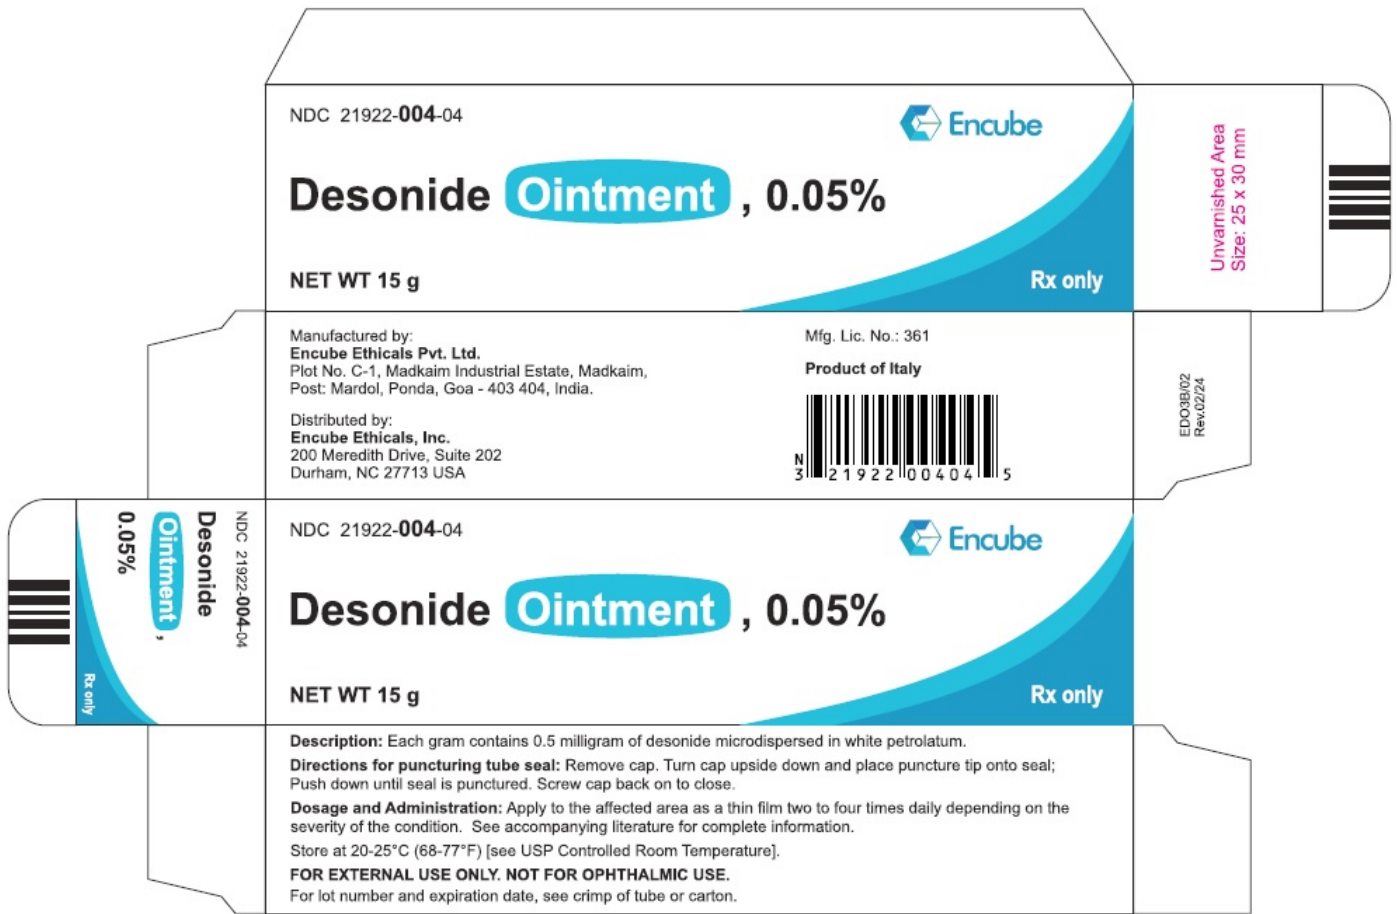 NDC 21922-004-04
Encube
Desonide Ointment , 0.05%
NET WT 15 g
Rx only
Unvarnished Area
Size: 25 x 30 mm
Manufactured by:
Encube Ethicals Pvt. Ltd.
Plot No. C-1, Madkaim Industrial Estate, Madkaim,
Post: Mardol, Ponda, Goa - 403 404, India.
Distributed by:
Encube Ethicals, Inc.
200 Meredith Drive, Suite 202
Durham, NC 27713 USA
Mfg. Lic. No.: 361
Product of Italy
N
3 21922 00404 5
EDO3B/02
Rev.02/24
NDC 21922-004-04
Desonide
Ointment ,
0.05%
Rx only
NDC 21922-004-04
Encube
Desonide Ointment , 0.05%
NET WT 15 g
Rx only
Description: Each gram contains 0.5 milligram of desonide microdispersed in white petrolatum.
Directions for puncturing tube seal: Remove cap. Turn cap upside down and place puncture tip onto seal;
Push down until seal is punctured. Screw cap back on to close.
Dosage and Administration: Apply to the affected area as a thin film two to four times daily depending on the
severity of the condition. See accompanying literature for complete information.
Store at 20-25°C (68-77°F) [see USP Controlled Room Temperature].
FOR EXTERNAL USE ONLY. NOT FOR OPHTHALMIC USE.
For lot number and expiration date, see crimp of tube or carton.